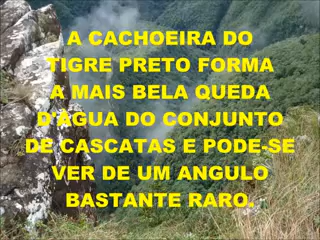 A CACHOEIRA DO
TIGRE PRETO FORMA
A MAIS BELA QUEDA
D'ÁGUA DO CONJUNTO
DE CASCATAS E PODE-SE
VER DE UM ANGULO
BASTANTE RARO.